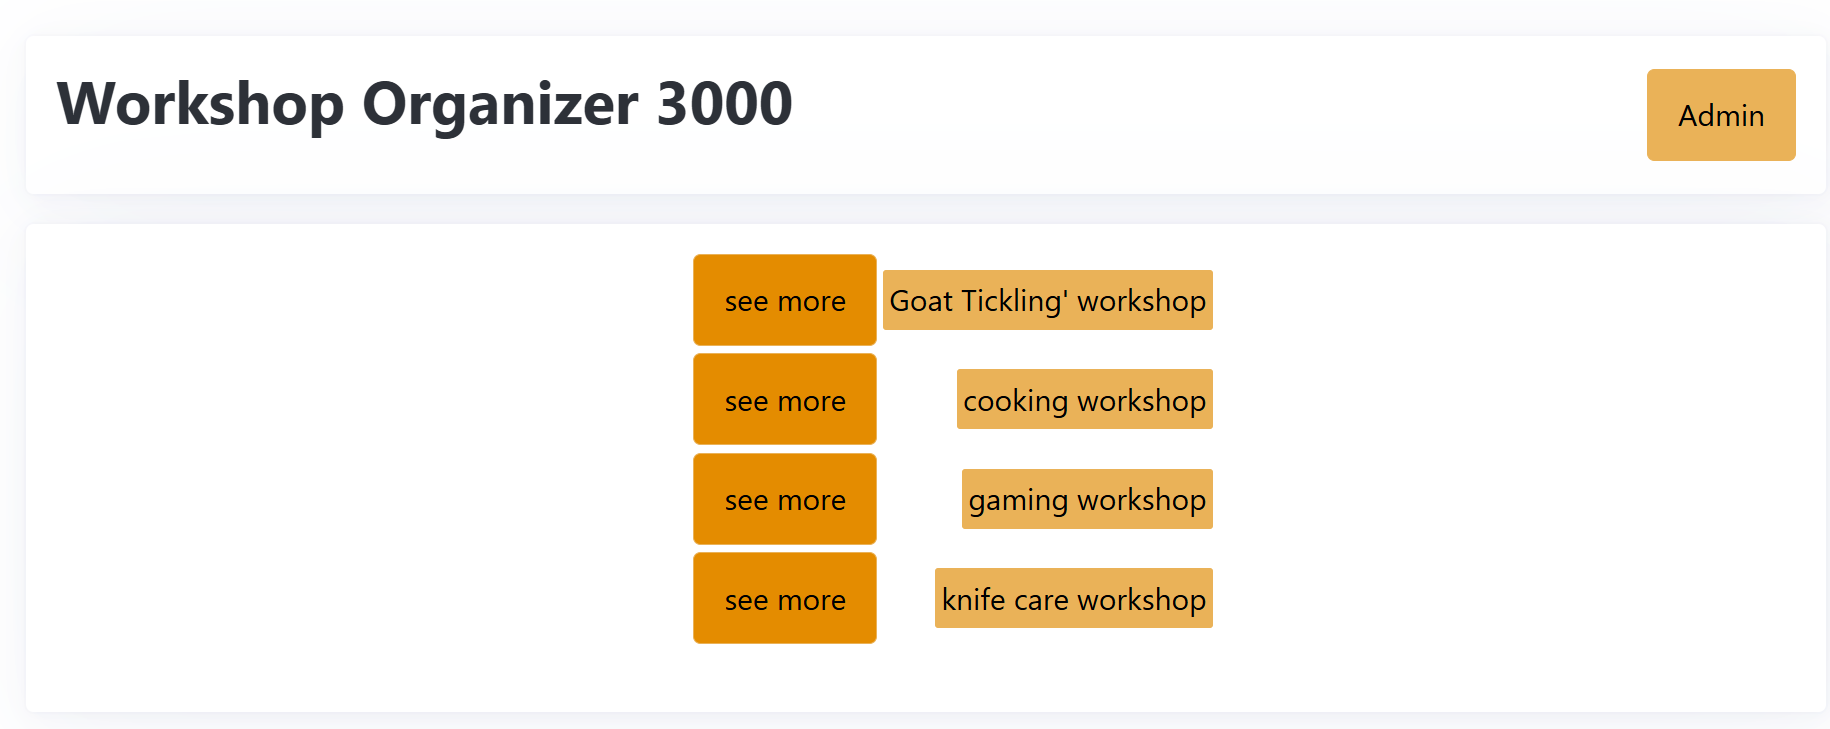 Workshop Organizer 3000
Admin
see more Goat Tickling' workshop
see more cooking workshop
see more gaming workshop
see more knife care workshop